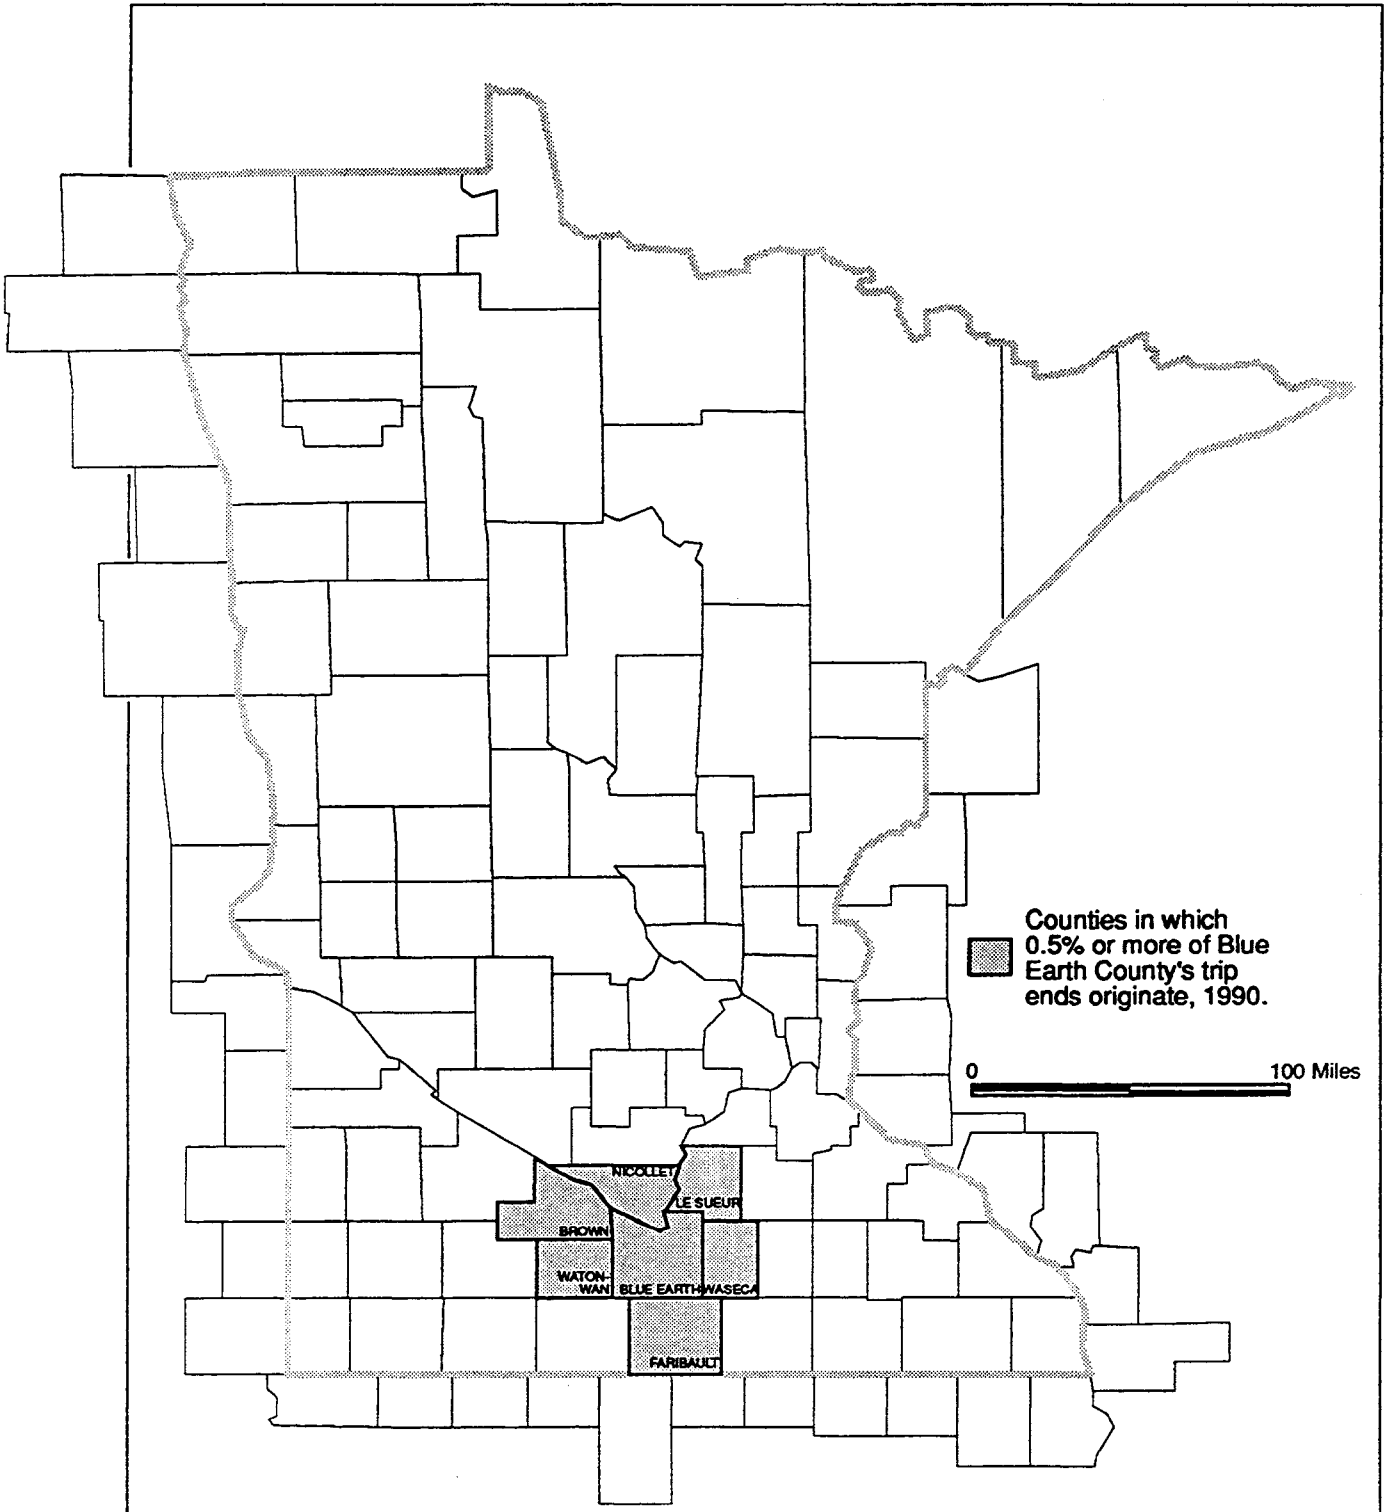 Counties in which
0.5% or more of Blue
Earth County's trip
ends originate, 1990.
0 100 Miles
NICOLLET
LE SUEUR
BROWN
WATON-
WAN
BLUE EARTH
WASECA
FARIBAULT